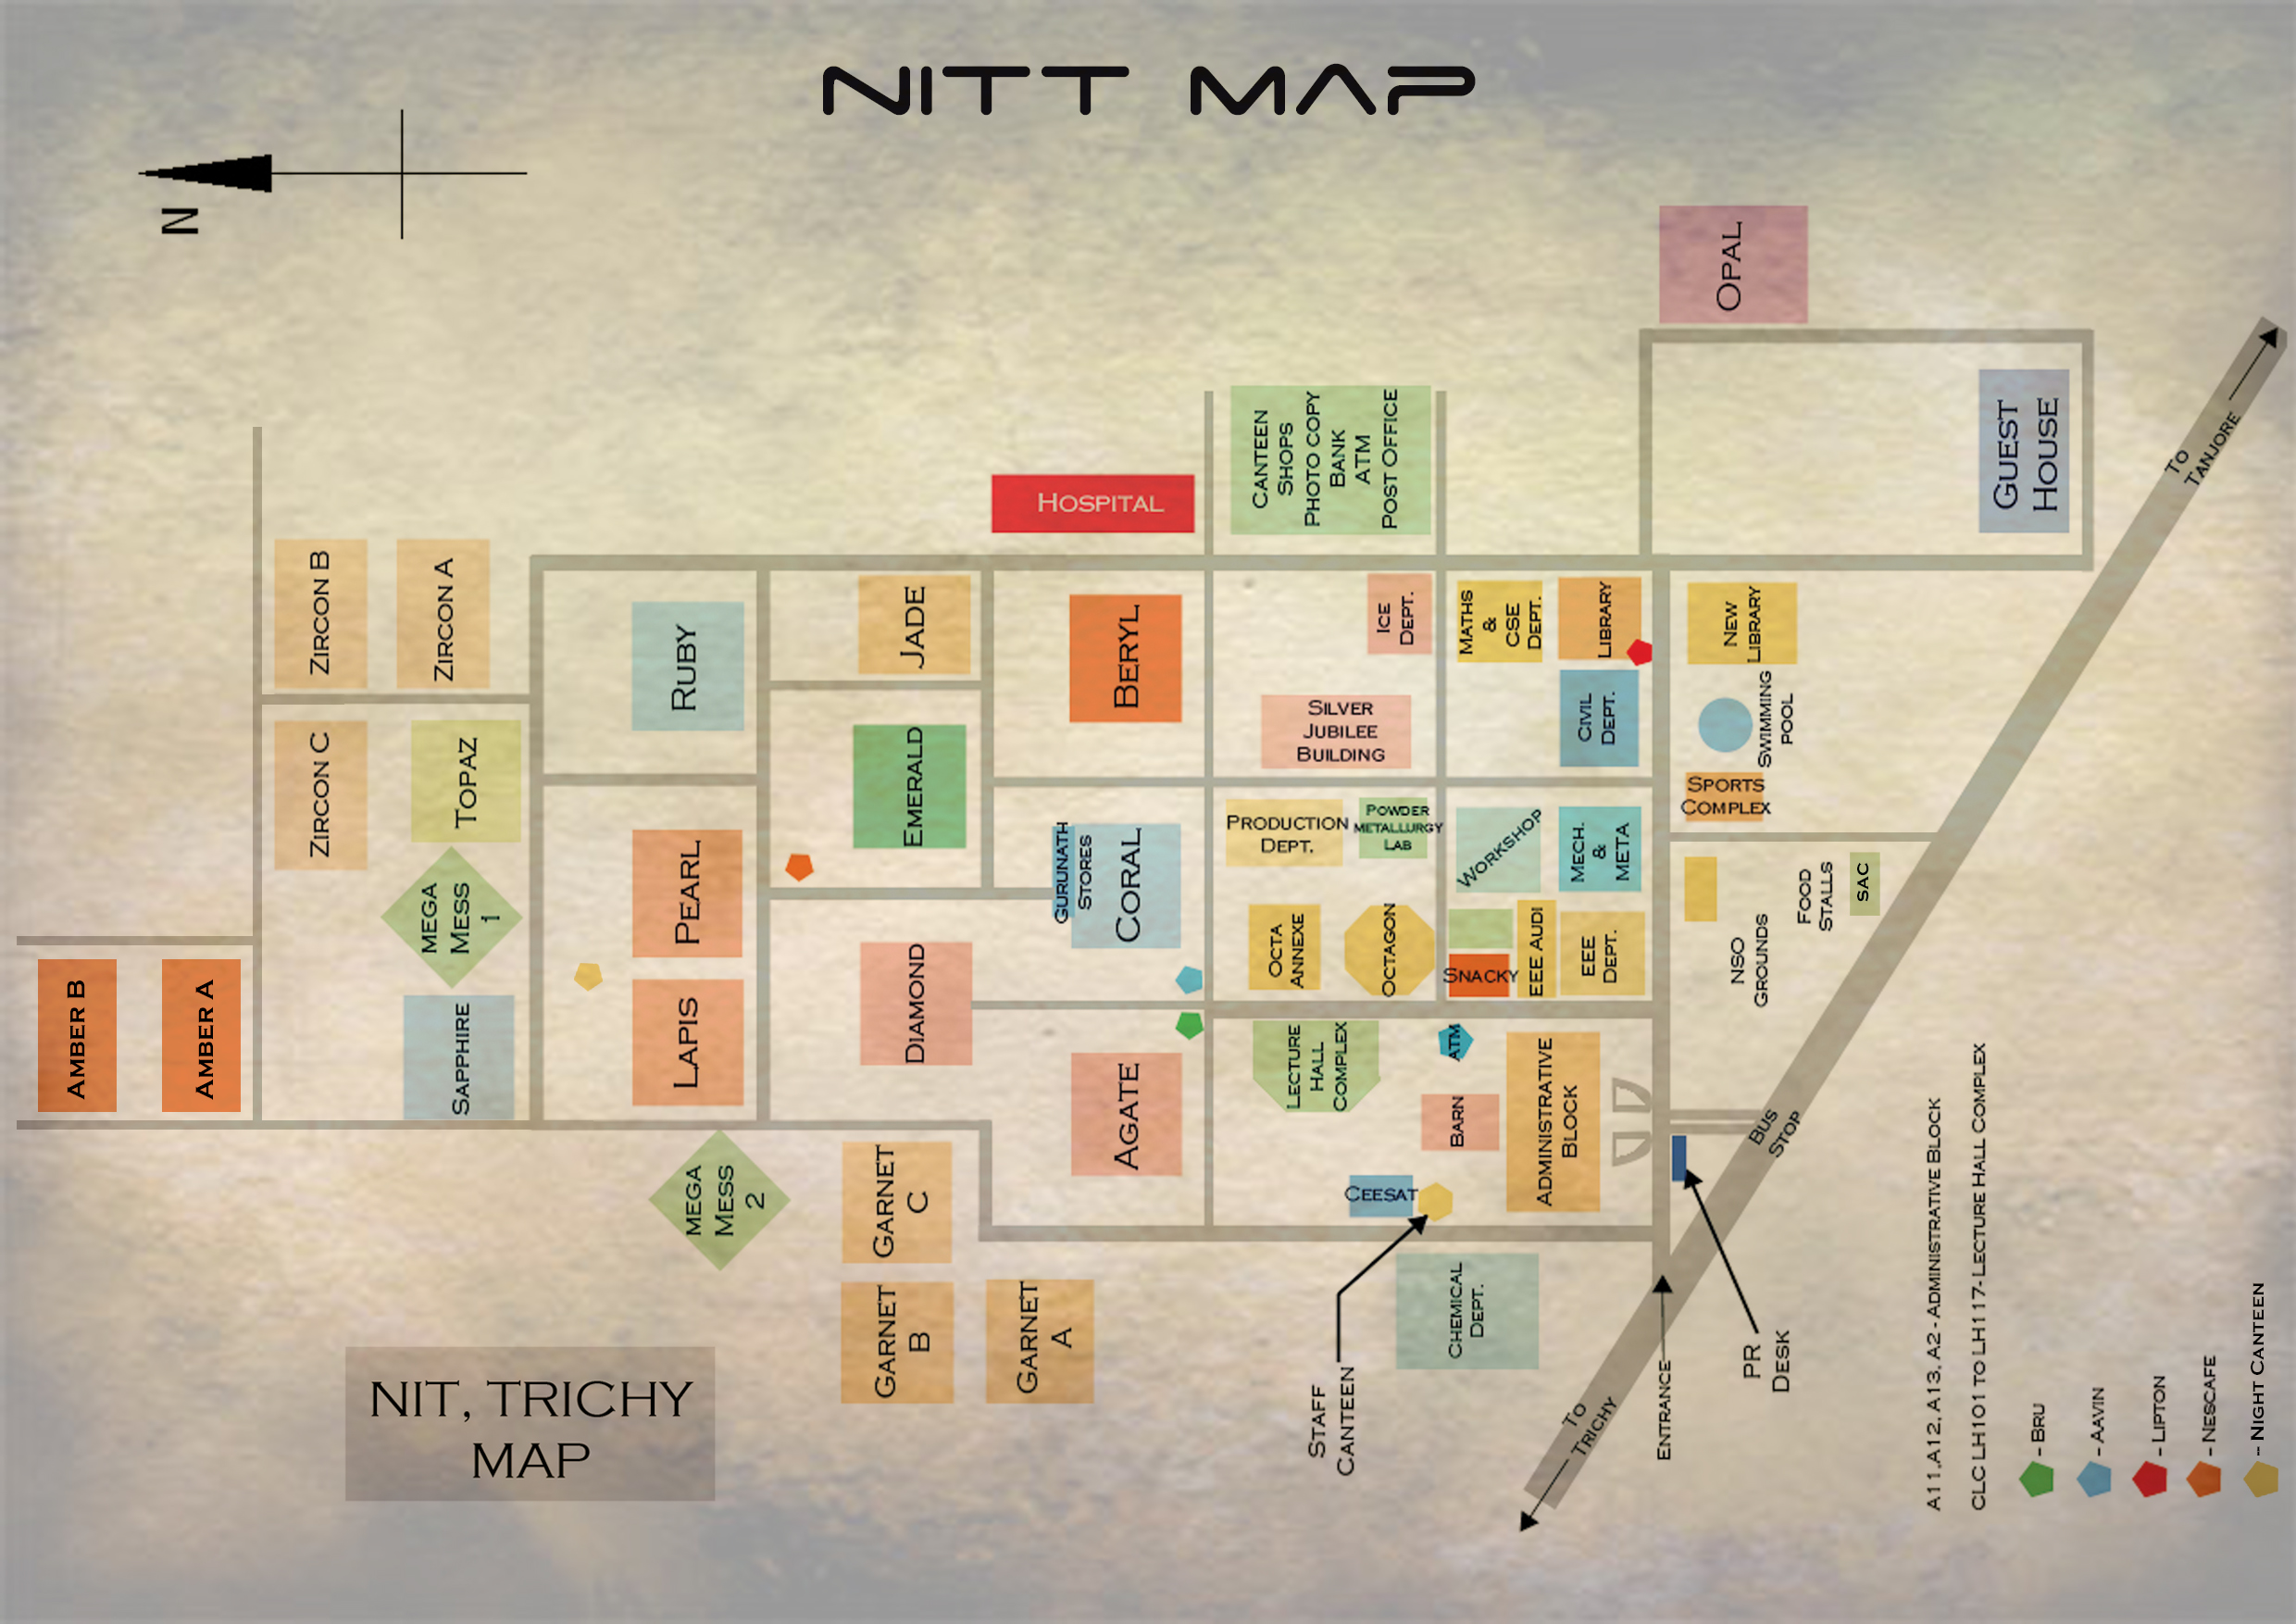 NITT MAP
N
OPAL
CANTEEN
SHOPS
PHOTO COPY
BANK
ATM
POST OFFICE
GUEST
HOUSE
TO
TANJORE
HOSPITAL
ZIRCON B
ZIRCON A
RUBY
JADE
BERYL
ICE
DEPT.
MATHS
&
CSE
DEPT.
LIBRARY
NEW
LIBRARY
ZIRCON C
TOPAZ
EMERALD
SILVER
JUBILEE
BUILDING
CIVIL
DEPT.
SWIMMING
POOL
SPORTS
COMPLEX
MEGA
MESS
1
PEARL
GURUNATH
STORES
CORAL
PRODUCTION
DEPT.
POWDER
METALLURGY
LAB
WORKSHOP
MECH.
&
META
FOOD
STALLS
SAC
AMBER B
AMBER A
SAPPHIRE
LAPIS
DIAMOND
OCTA
ANNEXE
OCTAGON
SNACKY
EEE AUDI
EEE
DEPT.
NSO
GROUNDS
AGATE
LECTURE
HALL
COMPLEX
ATM
BARN
ADMINISTRATIVE
BLOCK
BUS
STOP
MEGA
MESS
2
GARNET
C
CEESAT
GARNET
B
GARNET
A
CHEMICAL
DEPT.
STAFF
CANTEEN
TO
TRICHY
ENTRANCE
PR
DESK
NIT, TRICHY
MAP
A11,A12, A13, A2 - ADMINISTRATIVE BLOCK
CLC LH101 TO LH117- LECTURE HALL COMPLEX
- BRU
- AAVIN
- LIPTON
- NESCAFE
- NIGHT CANTEEN